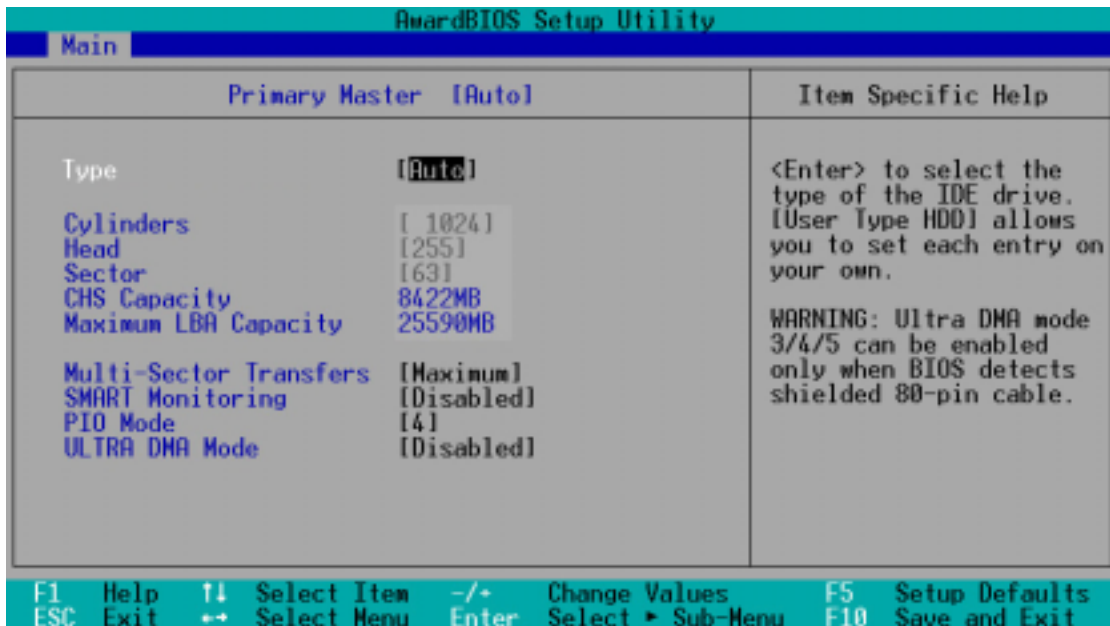 AwardBIOS Setup Utility
Main
Primary Master [Auto]
Type [Auto]
Cylinders [ 1024]
Head [255]
Sector [63]
CHS Capacity 8422MB
Maximum LBA Capacity 25590MB
Multi-Sector Transfers [Maximum]
SMART Monitoring [Disabled]
PIO Mode [4]
ULTRA DMA Mode [Disabled]
Item Specific Help
<Enter> to select the
type of the IDE drive.
[User Type HDD] allows
you to set each entry on
your own.
WARNING: Ultra DMA mode
3/4/5 can be enabled
only when BIOS detects
shielded 80-pin cable.
F1 Help ↑↓ Select Item -/+ Change Values F5 Setup Defaults
ESC Exit ←→ Select Menu Enter Select ► Sub-Menu F10 Save and Exit